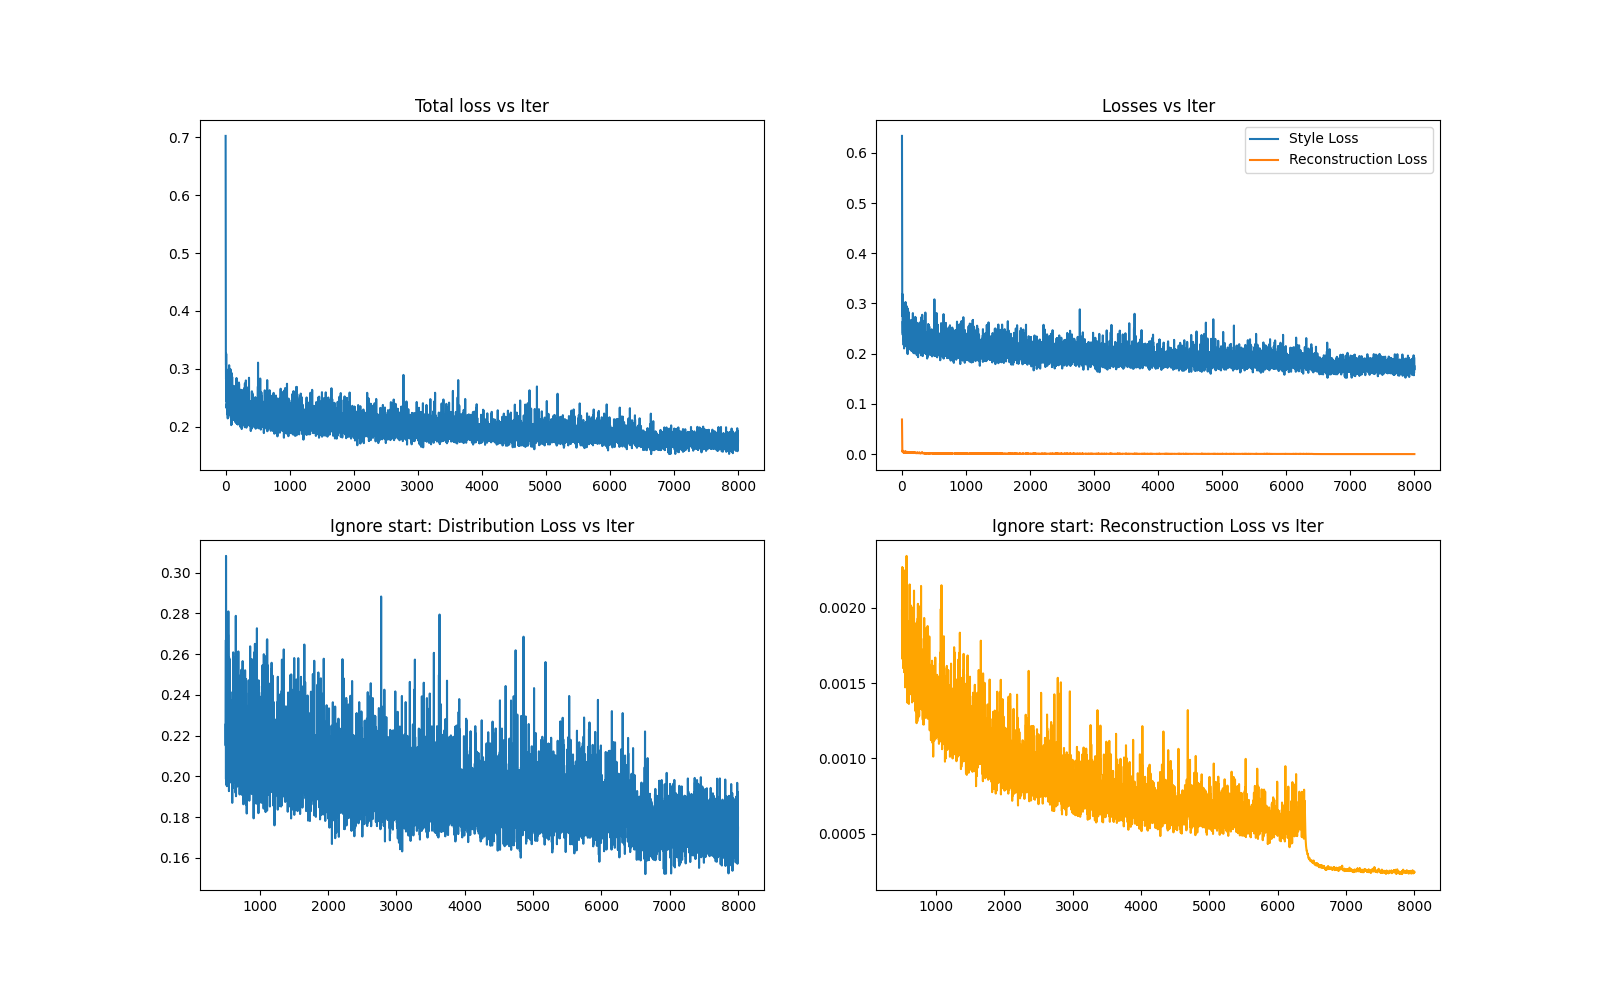 Total loss vs Iter
0.7
0.6
0.5
0.4
0.3
0.2
0 1000 2000 3000 4000 5000 6000 7000 8000
Losses vs Iter
Style Loss
Reconstruction Loss
0.6
0.5
0.4
0.3
0.2
0.1
0.0
0 1000 2000 3000 4000 5000 6000 7000 8000
Ignore start: Distribution Loss vs Iter
0.30
0.28
0.26
0.24
0.22
0.20
0.18
0.16
1000 2000 3000 4000 5000 6000 7000 8000
Ignore start: Reconstruction Loss vs Iter
0.0020
0.0015
0.0010
0.0005
1000 2000 3000 4000 5000 6000 7000 8000